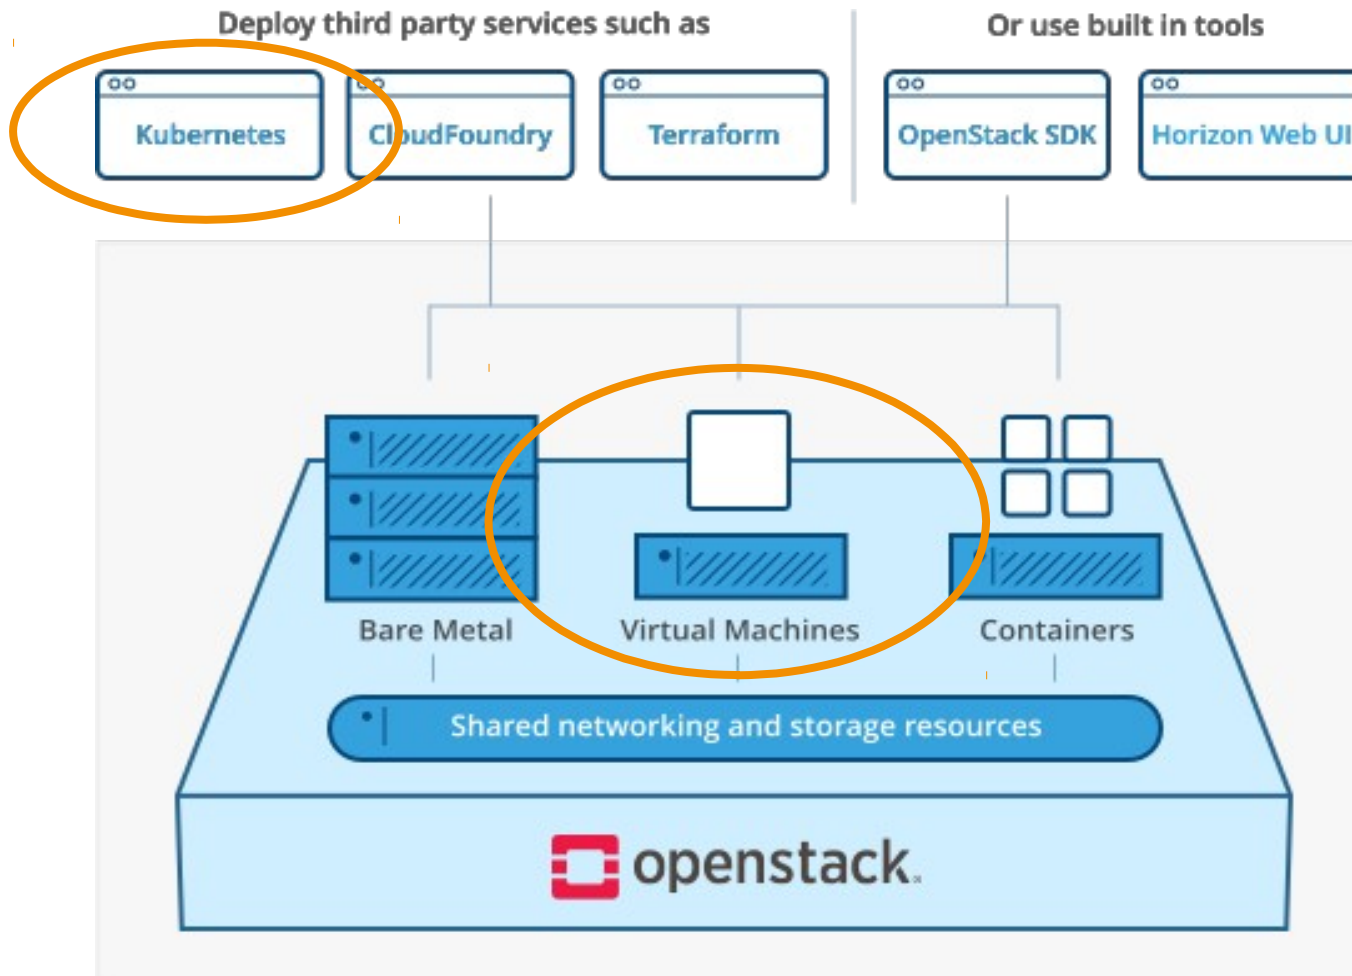 Deploy third party services such as
Or use built in tools
Kubernetes
CloudFoundry
Terraform
OpenStack SDK
Horizon Web UI
Bare Metal
Virtual Machines
Containers
Shared networking and storage resources
openstack.